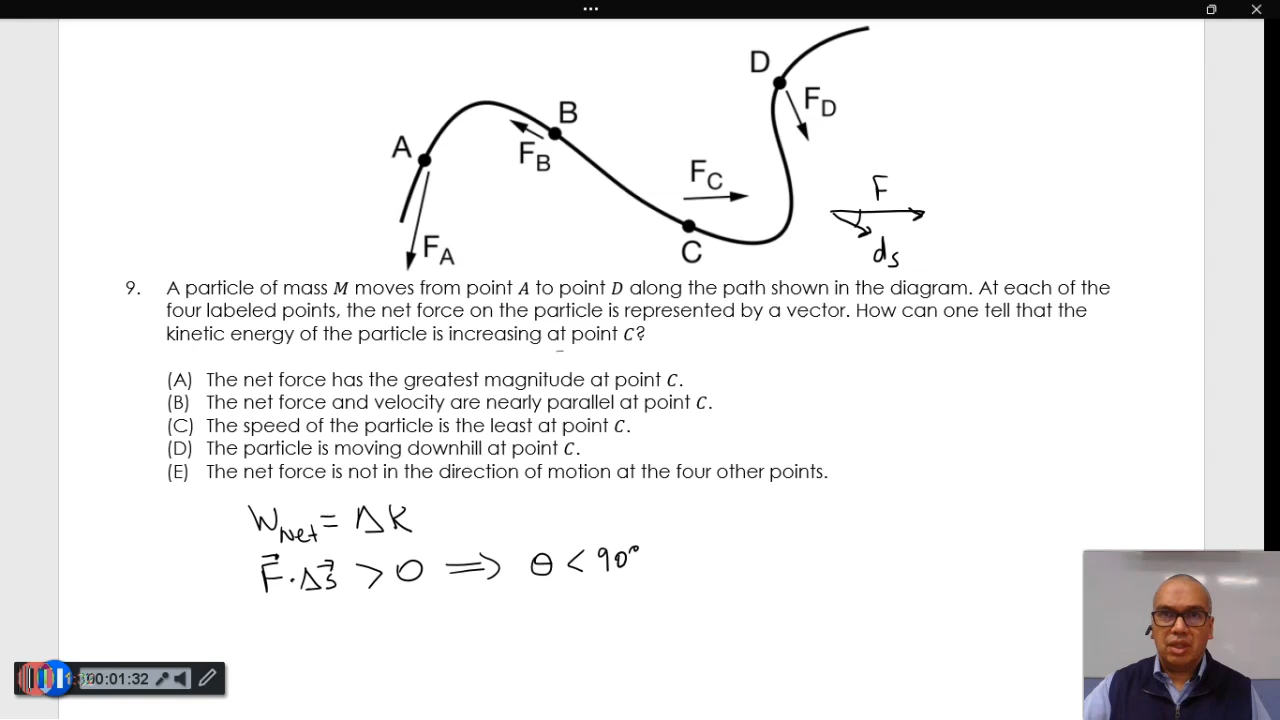 D
B
F_D
A
F_B
F_C
F
F_A
C
ds
9. A particle of mass M moves from point A to point D along the path shown in the diagram. At each of the
four labeled points, the net force on the particle is represented by a vector. How can one tell that the
kinetic energy of the particle is increasing at point C?
(A) The net force has the greatest magnitude at point C.
(B) The net force and velocity are nearly parallel at point C.
(C) The speed of the particle is the least at point C.
(D) The particle is moving downhill at point C.
(E) The net force is not in the direction of motion at the four other points.
W_Net = ΔK
F⃗·Δs⃗ > 0 ⟹ θ < 90°
00:01:32